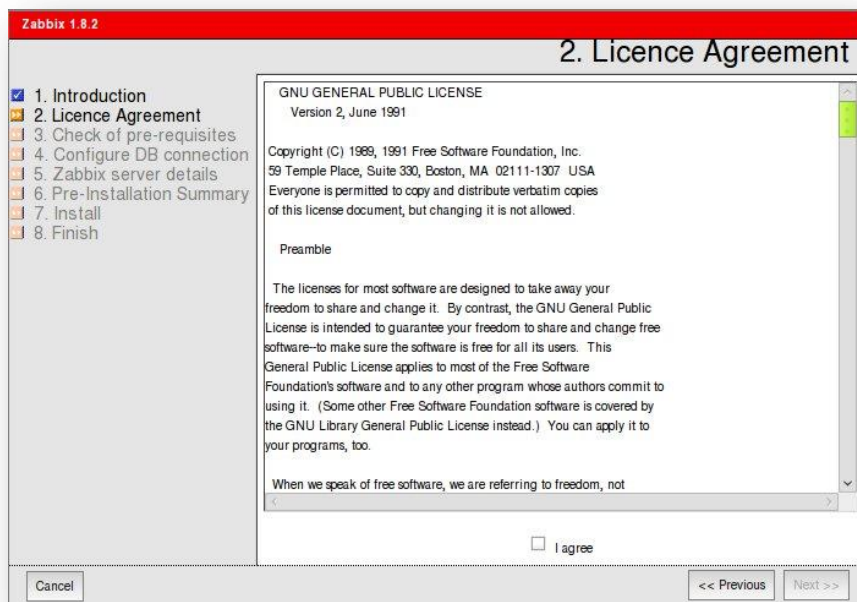 Zabbix 1.8.2
2. Licence Agreement
1. Introduction
2. Licence Agreement
3. Check of pre-requisites
4. Configure DB connection
5. Zabbix server details
6. Pre-Installation Summary
7. Install
8. Finish
GNU GENERAL PUBLIC LICENSE
Version 2, June 1991
Copyright (C) 1989, 1991 Free Software Foundation, Inc.
59 Temple Place, Suite 330, Boston, MA 02111-1307 USA
Everyone is permitted to copy and distribute verbatim copies
of this license document, but changing it is not allowed.
Preamble
The licenses for most software are designed to take away your
freedom to share and change it. By contrast, the GNU General Public
License is intended to guarantee your freedom to share and change free
software--to make sure the software is free for all its users. This
General Public License applies to most of the Free Software
Foundation's software and to any other program whose authors commit to
using it. (Some other Free Software Foundation software is covered by
the GNU Library General Public License instead.) You can apply it to
your programs, too.
When we speak of free software, we are referring to freedom, not
I agree
Cancel
<< Previous
Next >>